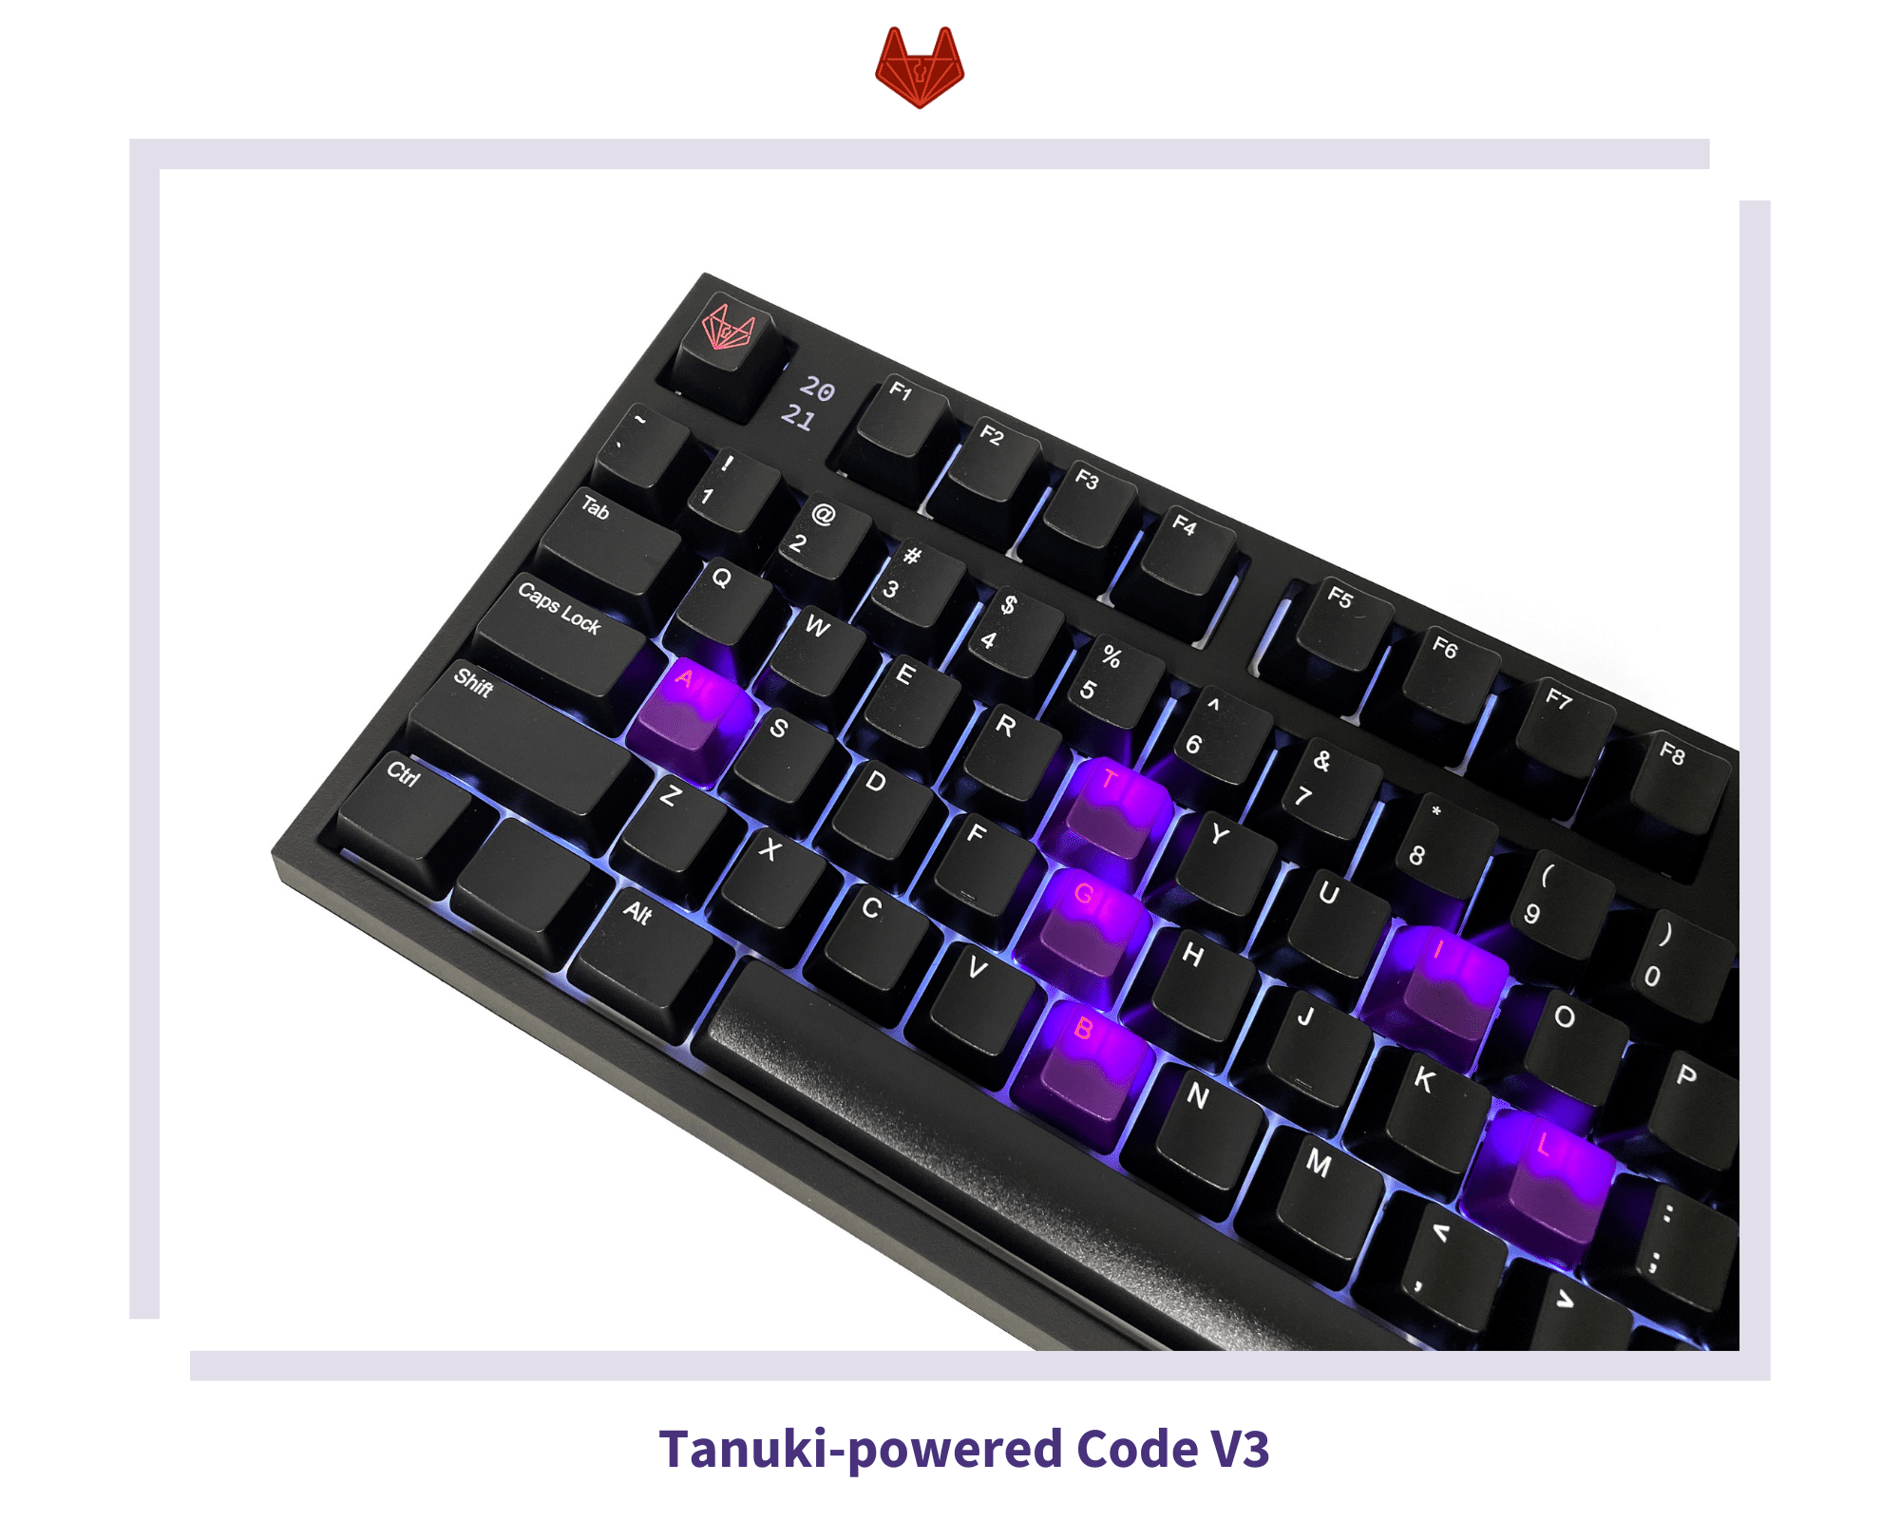 20
21
F1 F2 F3 F4 F5 F6 F7 F8
~ ` ! 1 @ 2 # 3 $ 4 % 5 ^ 6 & 7 * 8 ( 9 ) 0
Tab Q W E R T Y U I O P
Caps Lock A S D F G H J K L : ;
Shift Z X C V B N M < , >
Ctrl Alt
Tanuki-powered Code V3